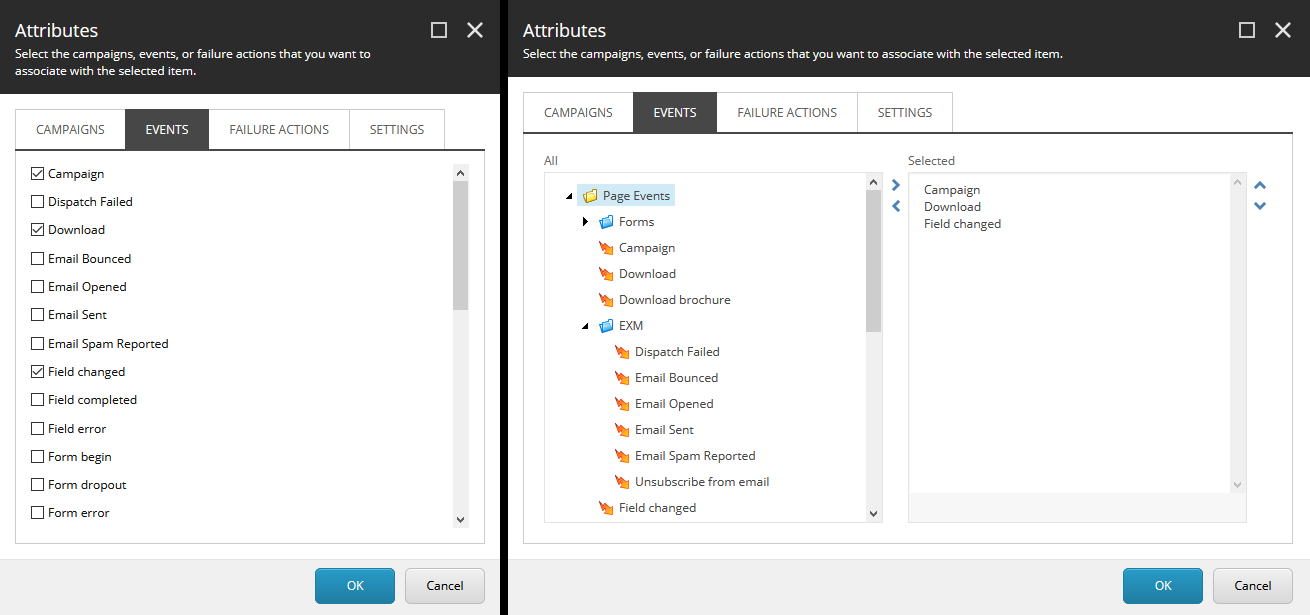 Attributes
Select the campaigns, events, or failure actions that you want to
associate with the selected item.
CAMPAIGNS
EVENTS
FAILURE ACTIONS
SETTINGS
Campaign
Dispatch Failed
Download
Email Bounced
Email Opened
Email Sent
Email Spam Reported
Field changed
Field completed
Field error
Form begin
Form dropout
Form error
OK
Cancel
Attributes
Select the campaigns, events, or failure actions that you want to associate with the selected item.
CAMPAIGNS
EVENTS
FAILURE ACTIONS
SETTINGS
All
Page Events
Forms
Campaign
Download
Download brochure
EXM
Dispatch Failed
Email Bounced
Email Opened
Email Sent
Email Spam Reported
Unsubscribe from email
Field changed
Selected
Campaign
Download
Field changed
OK
Cancel